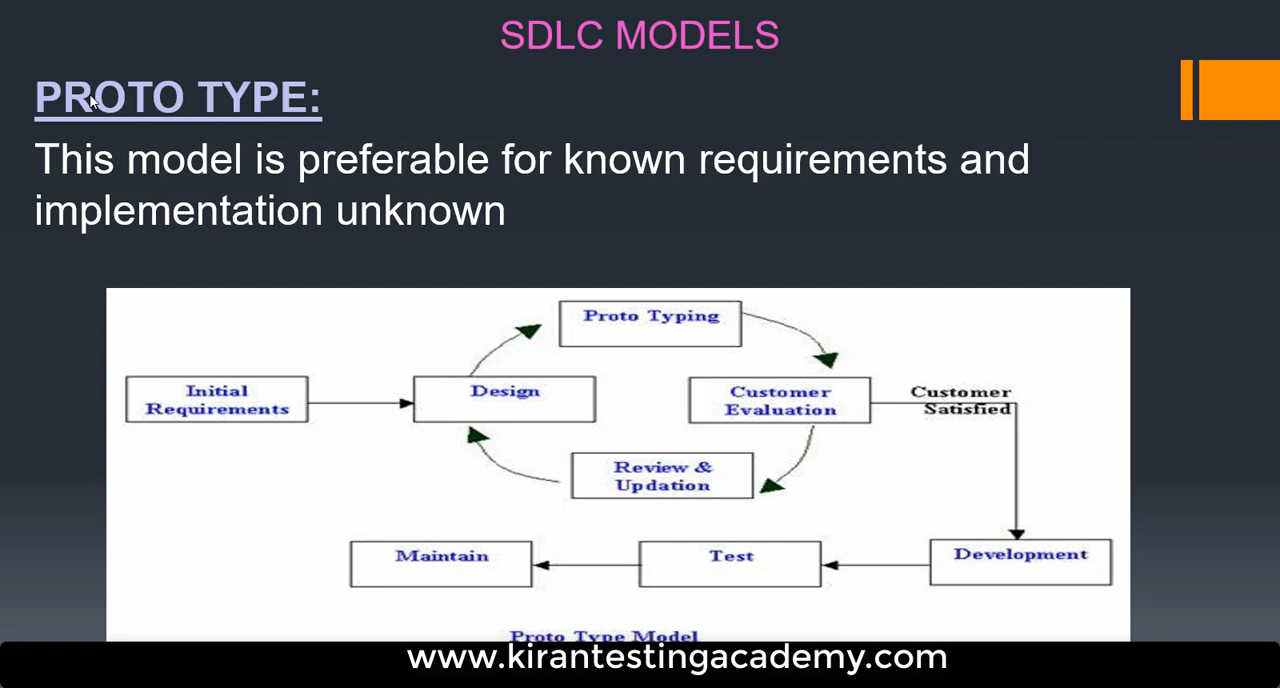 SDLC MODELS
PROTO TYPE:
This model is preferable for known requirements and
implementation unknown
Proto Typing
Initial
Requirements
Design
Customer
Evaluation
Customer
Satisfied
Review &
Updation
Maintain
Test
Development
Proto Type Model
www.kirantestingacademy.com